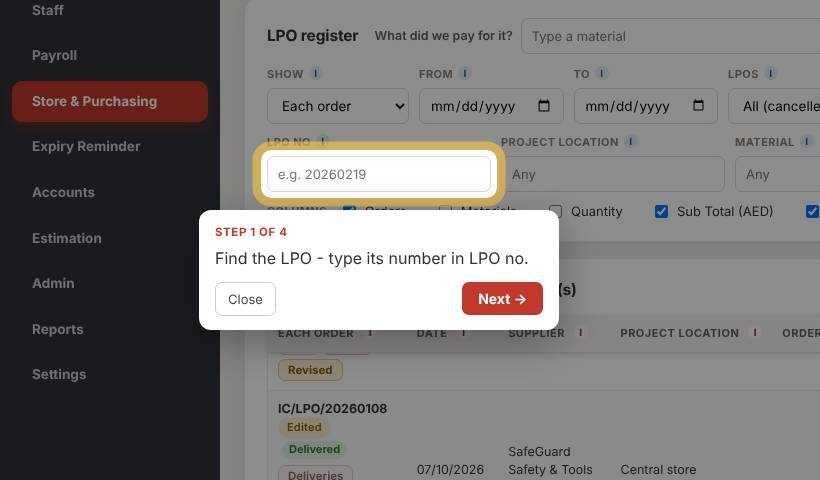 Staff
Payroll
Store & Purchasing
Expiry Reminder
Accounts
Estimation
Admin
Reports
Settings
LPO register What did we pay for it? Type a material
SHOW I FROM I TO I LPOS I
Each order mm/dd/yyyy mm/dd/yyyy All (cancelle
LPO NO I PROJECT LOCATION I MATERIAL I
e.g. 20260219 Any Any
COLUMNS Orders Materials Quantity Sub Total (AED)
STEP 1 OF 4
Find the LPO - type its number in LPO no.
Close Next →
(s)
EACH ORDER I DATE I SUPPLIER I PROJECT LOCATION I ORDER
Revised
IC/LPO/20260108
Edited
Delivered
Deliveries
07/10/2026
SafeGuard
Safety & Tools
Central store